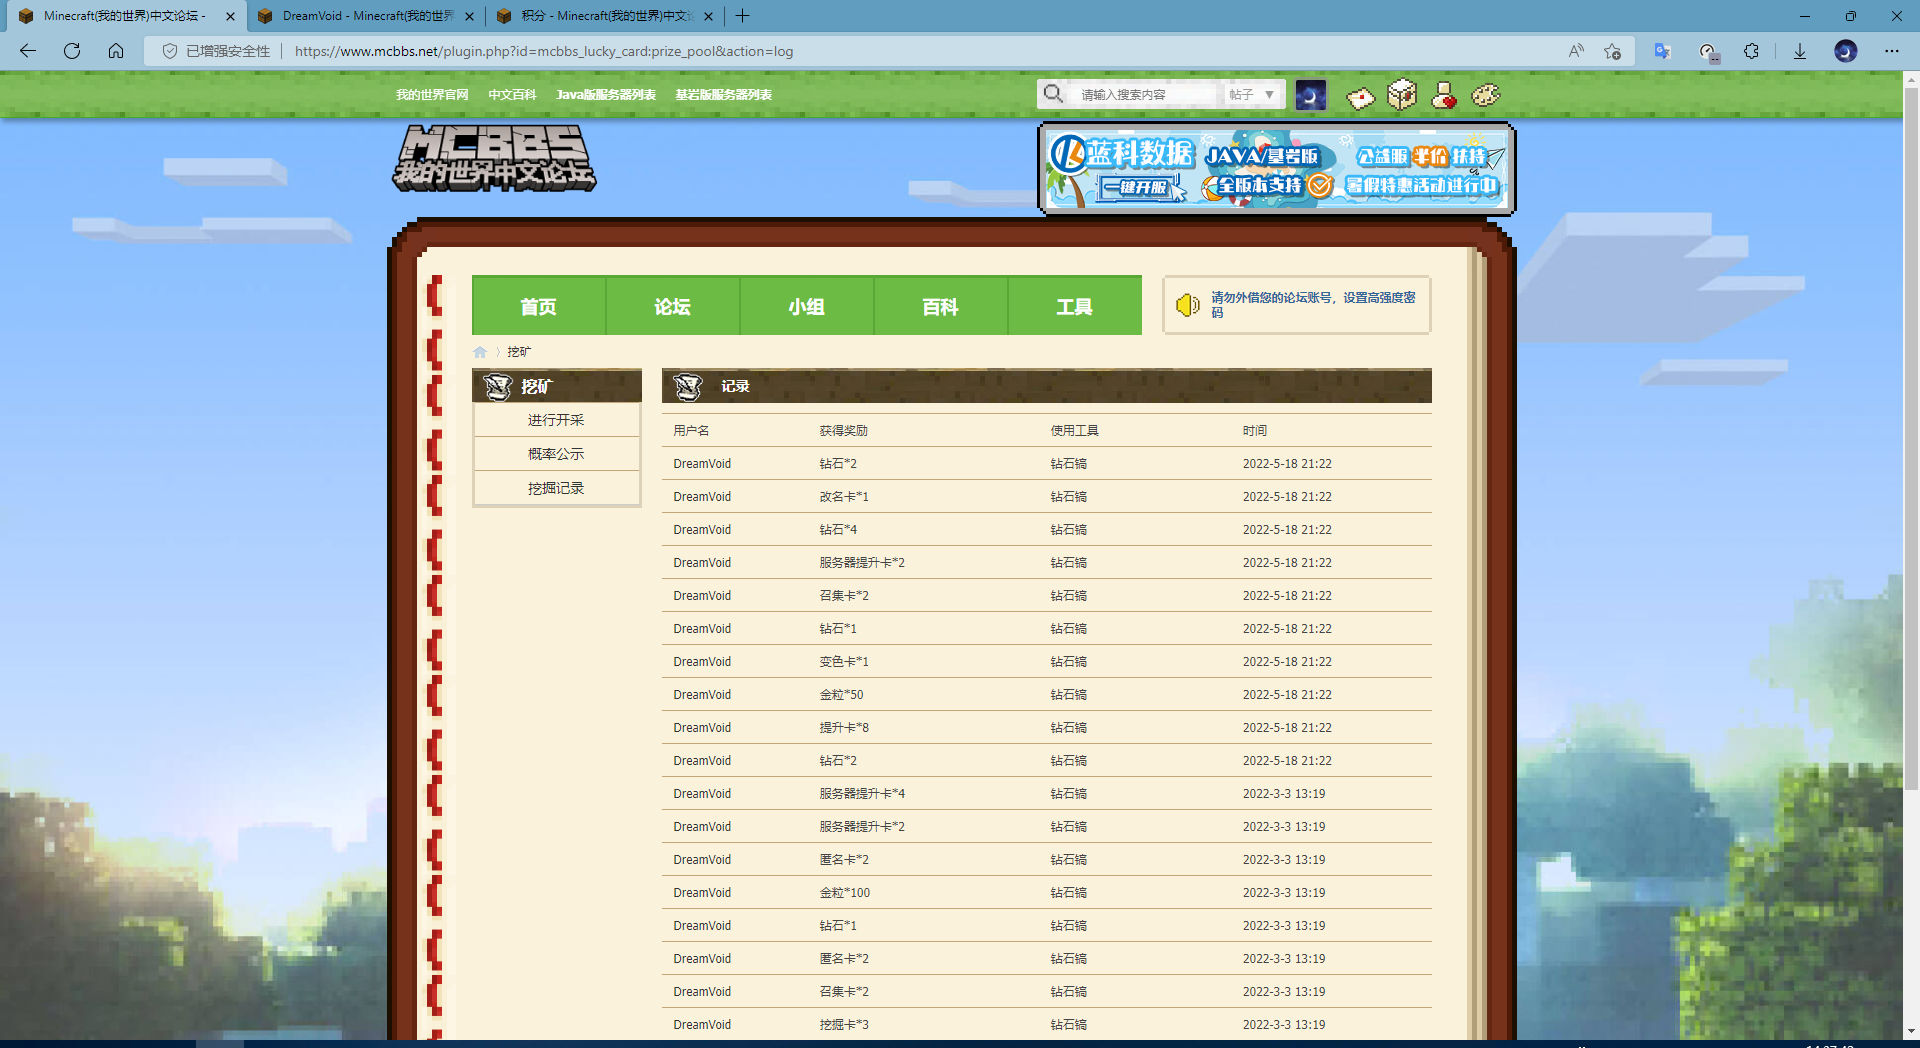 Minecraft(我的世界)中文论坛 -
DreamVoid - Minecraft(我的世界
积分 - Minecraft(我的世界)中文论
已增强安全性
https://www.mcbbs.net/plugin.php?id=mcbbs_lucky_card:prize_pool&action=log
我的世界官网 中文百科 Java版服务器列表 基岩版服务器列表
请输入搜索内容 帖子
MCBBS
我的世界中文论坛
蓝科数据 JAVA/基岩版 公益服 半价 扶持
一键开服 全版本支持 暑假特惠活动进行中
首页 论坛 小组 百科 工具
请勿外借您的论坛账号，设置高强度密
码
挖矿
挖矿
进行开采
概率公示
挖掘记录
记录
用户名 获得奖励 使用工具 时间
DreamVoid 钻石*2 钻石镐 2022-5-18 21:22
DreamVoid 改名卡*1 钻石镐 2022-5-18 21:22
DreamVoid 钻石*4 钻石镐 2022-5-18 21:22
DreamVoid 服务器提升卡*2 钻石镐 2022-5-18 21:22
DreamVoid 召集卡*2 钻石镐 2022-5-18 21:22
DreamVoid 钻石*1 钻石镐 2022-5-18 21:22
DreamVoid 变色卡*1 钻石镐 2022-5-18 21:22
DreamVoid 金粒*50 钻石镐 2022-5-18 21:22
DreamVoid 提升卡*8 钻石镐 2022-5-18 21:22
DreamVoid 钻石*2 钻石镐 2022-5-18 21:22
DreamVoid 服务器提升卡*4 钻石镐 2022-3-3 13:19
DreamVoid 服务器提升卡*2 钻石镐 2022-3-3 13:19
DreamVoid 匿名卡*2 钻石镐 2022-3-3 13:19
DreamVoid 金粒*100 钻石镐 2022-3-3 13:19
DreamVoid 钻石*1 钻石镐 2022-3-3 13:19
DreamVoid 匿名卡*2 钻石镐 2022-3-3 13:19
DreamVoid 召集卡*2 钻石镐 2022-3-3 13:19
DreamVoid 挖掘卡*3 钻石镐 2022-3-3 13:19